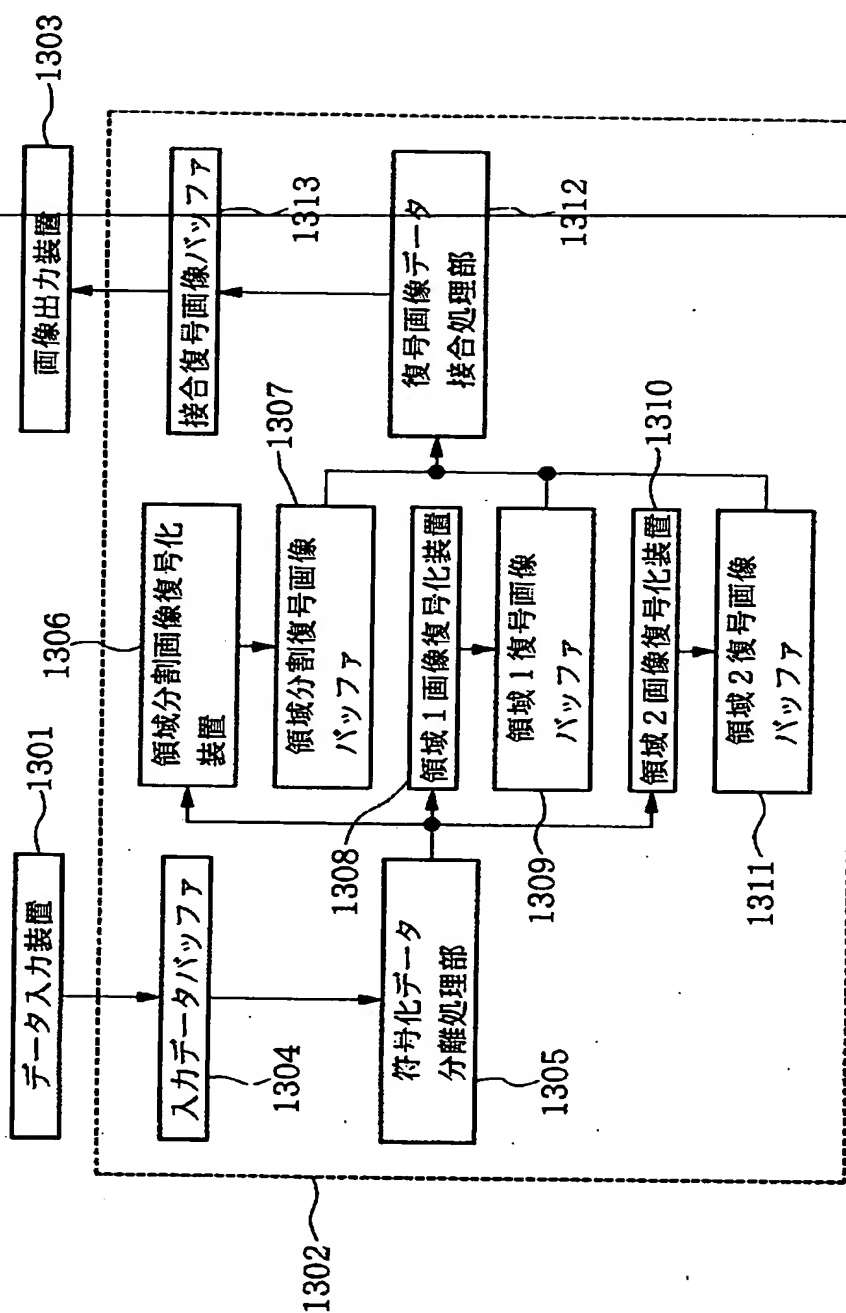 データ入力装置
1301
画像出力装置
1303
1302
入力データバッファ
1304
符号化データ
分離処理部
1305
1306
領域分割画像復号化
装置
領域分割復号画像
バッファ
1307
1308
領域1画像復号化装置
領域1復号画像
バッファ
1309
領域2画像復号化装置
1310
領域2復号画像
バッファ
1311
接合復号画像バッファ
1313
復号画像データ
接合処理部
1312